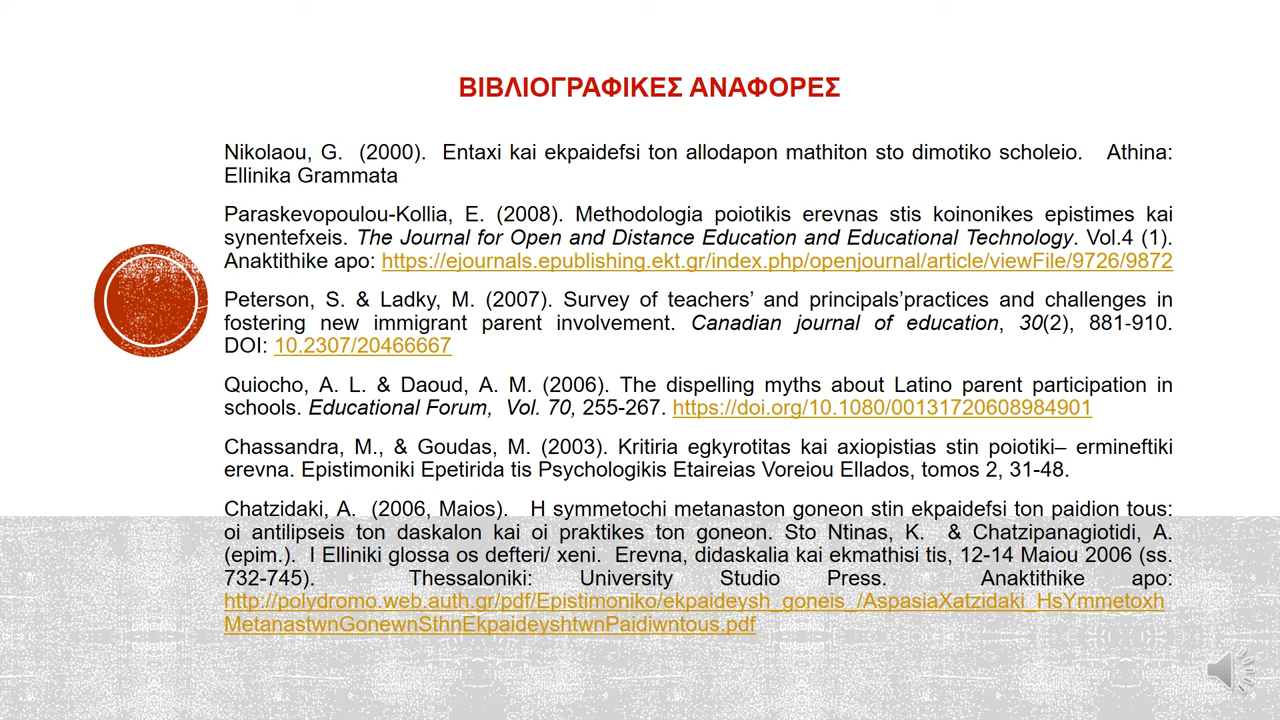 ΒΙΒΛΙΟΓΡΑΦΙΚΕΣ ΑΝΑΦΟΡΕΣ
Nikolaou, G. (2000). Entaxi kai ekpaidefsi ton allodapon mathiton sto dimotiko scholeio. Athina:
Ellinika Grammata
Paraskevopoulou-Kollia, E. (2008). Methodologia poiotikis erevnas stis koinonikes epistimes kai
synentefxeis. The Journal for Open and Distance Education and Educational Technology. Vol.4 (1).
Anaktithike apo: https://ejournals.epublishing.ekt.gr/index.php/openjournal/article/viewFile/9726/9872
Peterson, S. & Ladky, M. (2007). Survey of teachers’ and principals’practices and challenges in
fostering new immigrant parent involvement. Canadian journal of education, 30(2), 881-910.
DOI: 10.2307/20466667
Quiocho, A. L. & Daoud, A. M. (2006). The dispelling myths about Latino parent participation in
schools. Educational Forum, Vol. 70, 255-267. https://doi.org/10.1080/00131720608984901
Chassandra, M., & Goudas, M. (2003). Kritiria egkyrotitas kai axiopistias stin poiotiki– ermineftiki
erevna. Epistimoniki Epetirida tis Psychologikis Etaireias Voreiou Ellados, tomos 2, 31-48.
Chatzidaki, A. (2006, Maios). H symmetochi metanaston goneon stin ekpaidefsi ton paidion tous:
oi antilipseis ton daskalon kai oi praktikes ton goneon. Sto Ntinas, K. & Chatzipanagiotidi, A.
(epim.). I Elliniki glossa os defteri/ xeni. Erevna, didaskalia kai ekmathisi tis, 12-14 Maiou 2006 (ss.
732-745). Thessaloniki: University Studio Press. Anaktithike apo:
http://polydromo.web.auth.gr/pdf/Epistimoniko/ekpaideysh_goneis_/AspasiaXatzidaki_HsYmmetoxh
MetanastwnGonewnSthnEkpaideyshtwnPaidiwntous.pdf